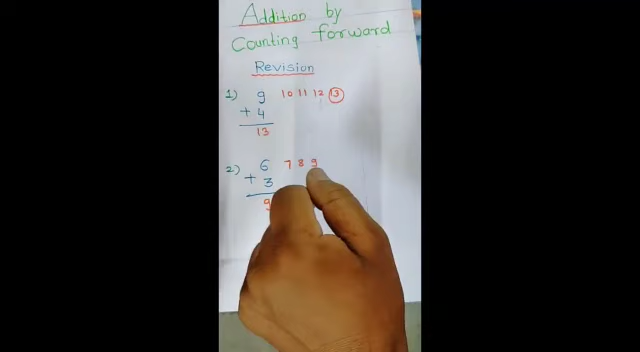 Addition by
Counting forward
Revision
1) 9 10 11 12 13
+ 4
13
2) 6 7 8 9
+ 3
9